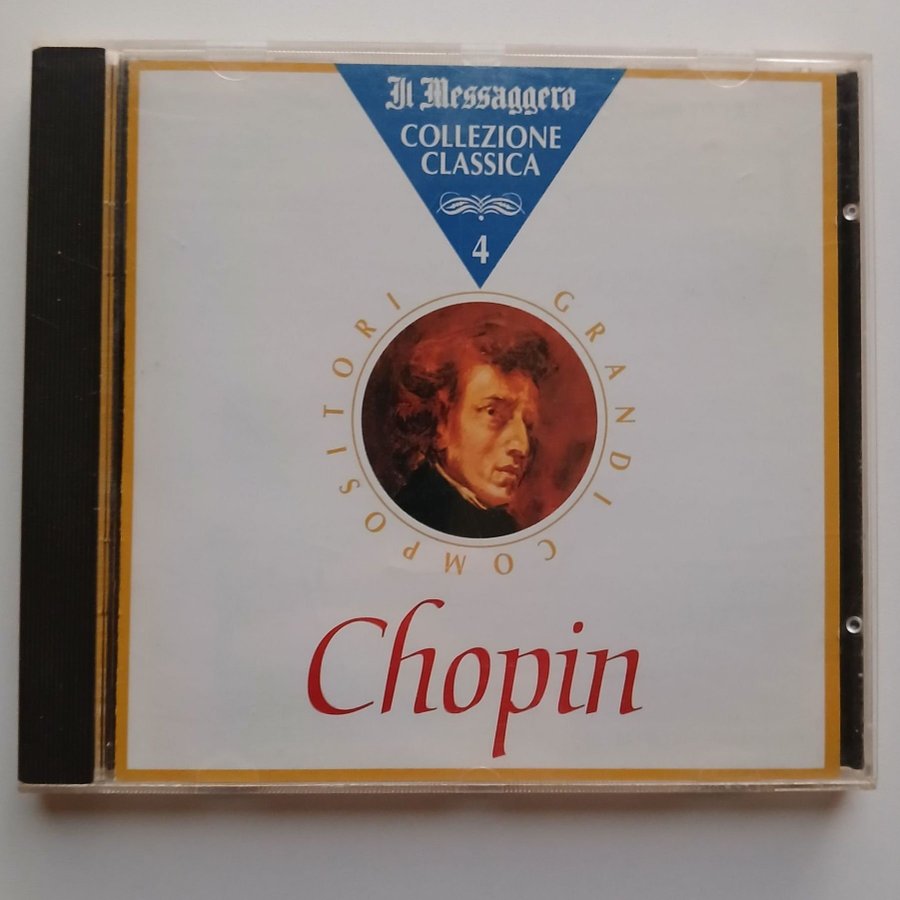 Il Messaggero
COLLEZIONE
CLASSICA
4
GRANDI COMPOSITORI
Chopin